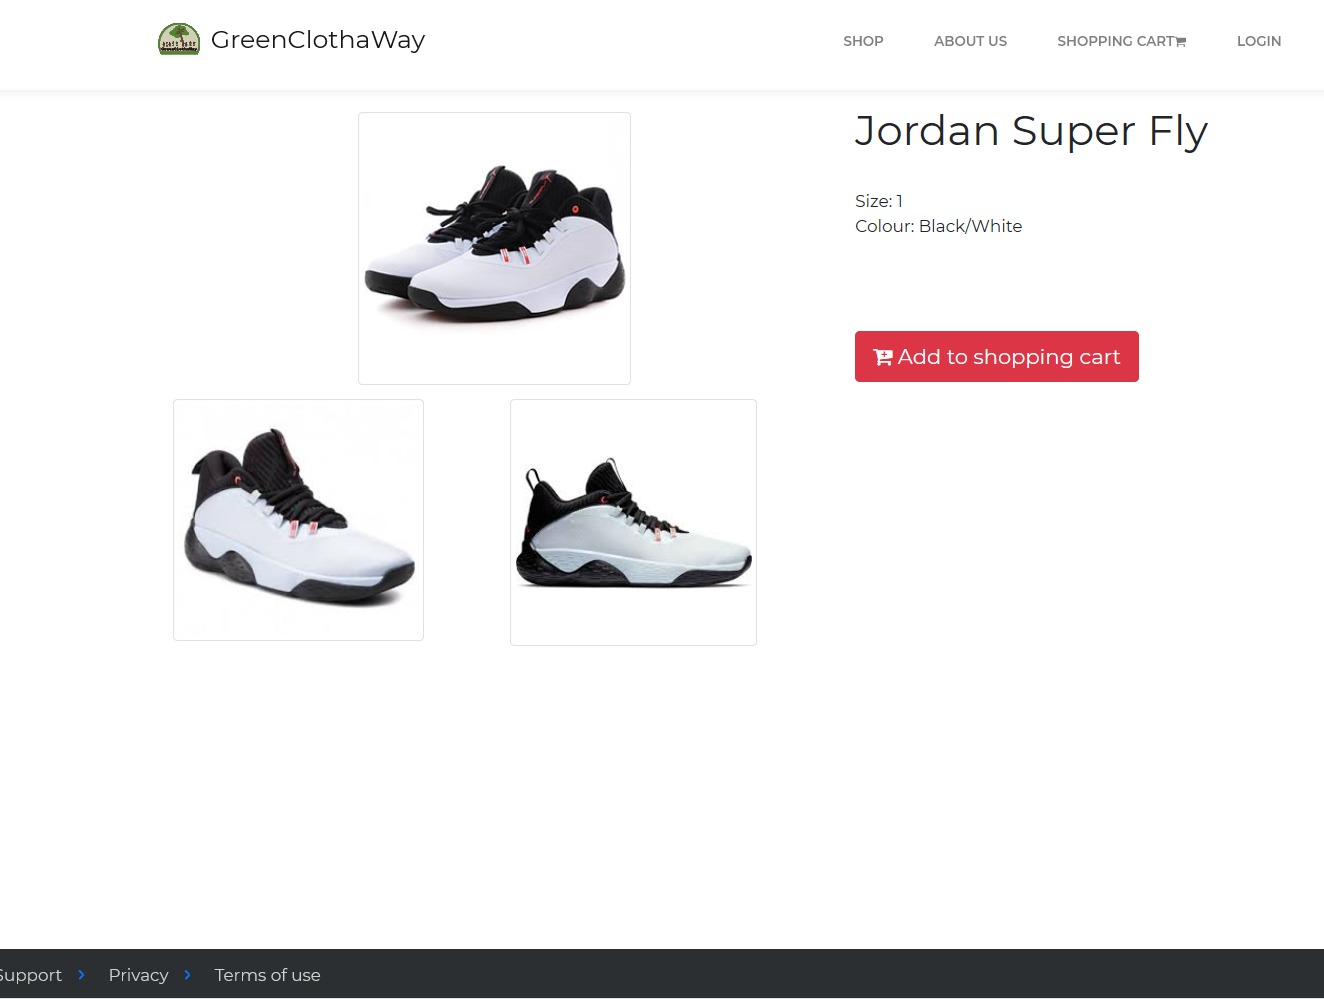 GreenClothaWay
SHOP
ABOUT US
SHOPPING CART
LOGIN
Jordan Super Fly
Size: 1
Colour: Black/White
Add to shopping cart
Support
Privacy
Terms of use